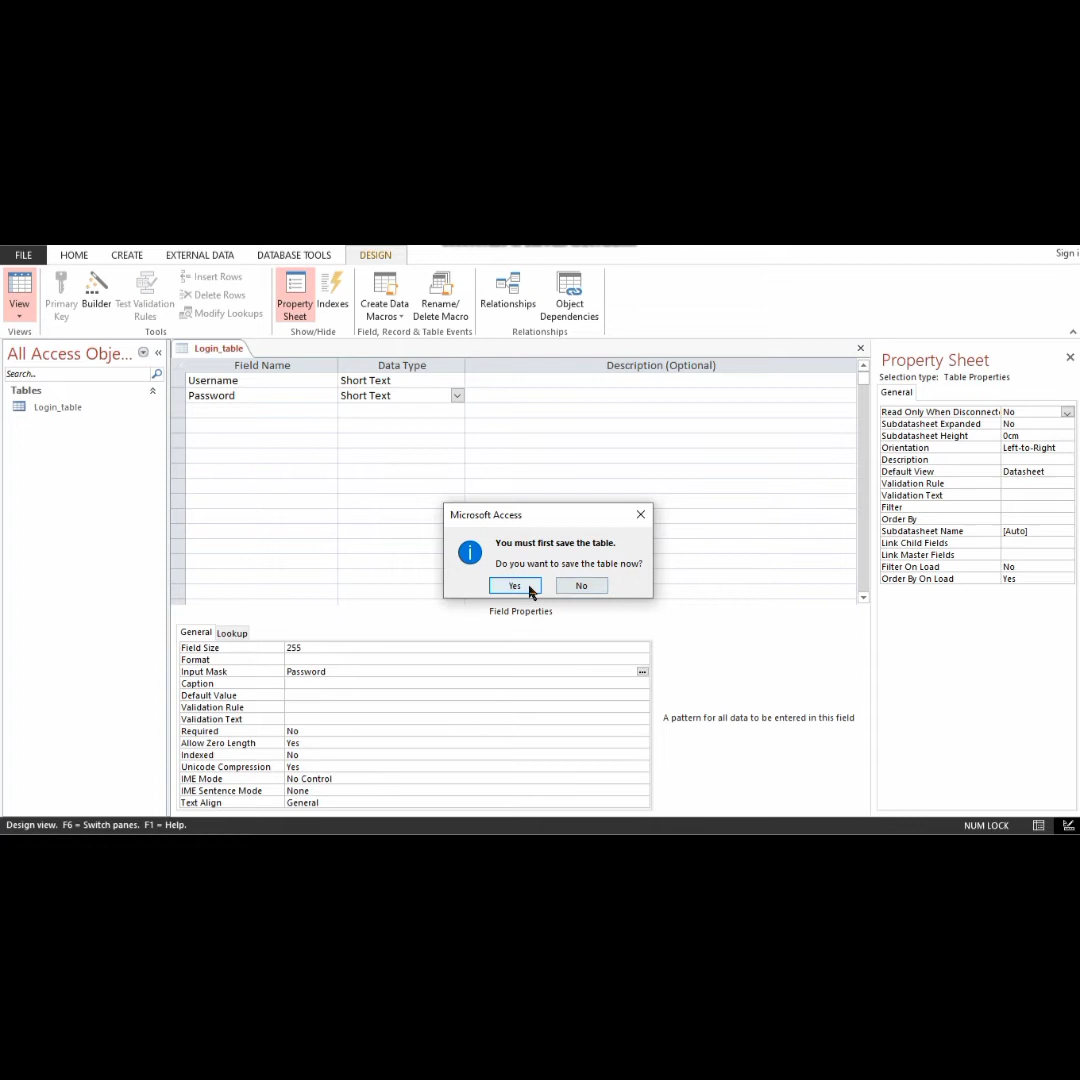 FILE HOME CREATE EXTERNAL DATA DATABASE TOOLS DESIGN
View
Views
Primary Key
Builder
Test Validation Rules
Insert Rows
Delete Rows
Modify Lookups
Tools
Property Sheet
Indexes
Show/Hide
Create Data Macros
Rename/ Delete Macro
Field, Record & Table Events
Relationships
Object Dependencies
Relationships
All Access Obje...
Search..
Tables
Login_table
Login_table
Field Name Data Type Description (Optional)
Username Short Text
Password Short Text
Microsoft Access
You must first save the table.
Do you want to save the table now?
Yes No
Field Properties
General Lookup
Field Size 255
Format
Input Mask Password
Caption
Default Value
Validation Rule
Validation Text
Required No
Allow Zero Length Yes
Indexed No
Unicode Compression Yes
IME Mode No Control
IME Sentence Mode None
Text Align General
A pattern for all data to be entered in this field
Property Sheet
Selection type: Table Properties
General
Read Only When Disconnect No
Subdatasheet Expanded No
Subdatasheet Height 0cm
Orientation Left-to-Right
Description
Default View Datasheet
Validation Rule
Validation Text
Filter
Order By
Subdatasheet Name [Auto]
Link Child Fields
Link Master Fields
Filter On Load No
Order By On Load Yes
Design view. F6 = Switch panes. F1 = Help.
NUM LOCK